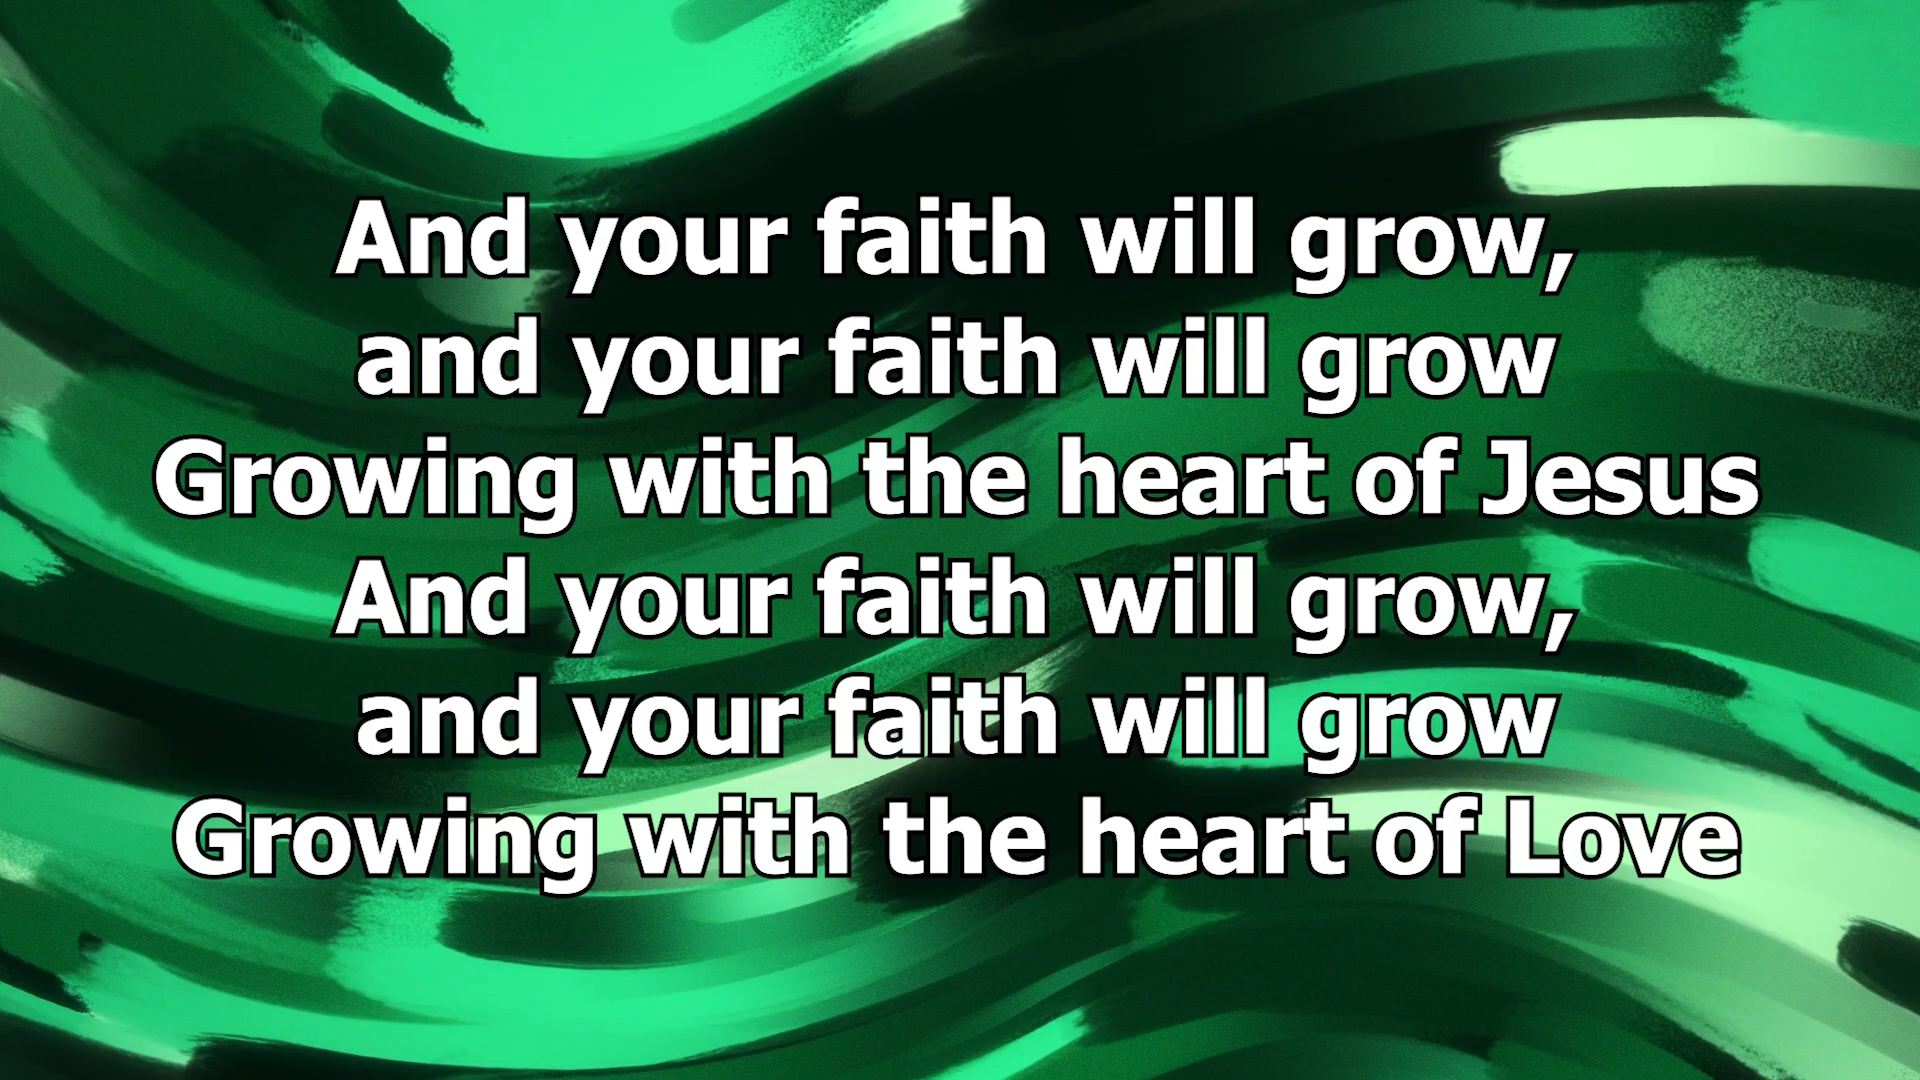 And your faith will grow,
and your faith will grow
Growing with the heart of Jesus
And your faith will grow,
and your faith will grow
Growing with the heart of Love